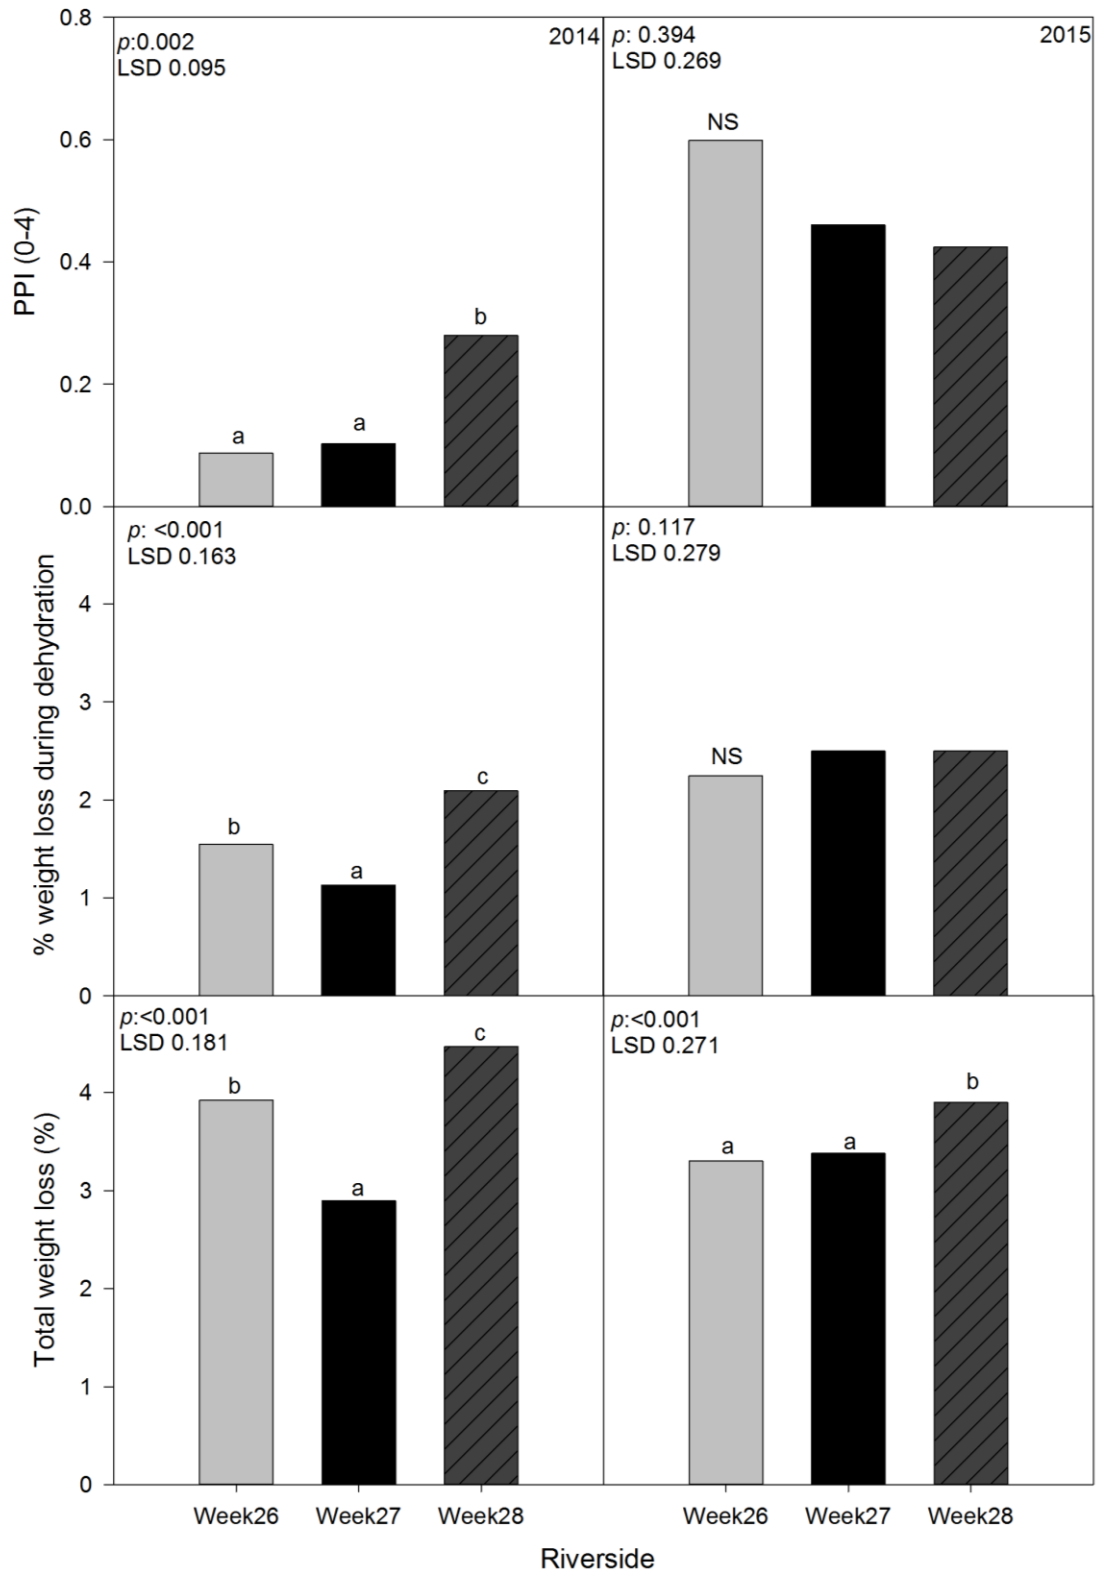 0.8
p:0.002
LSD 0.095
2014
p: 0.394
LSD 0.269
2015
0.6
0.4
0.2
0.0
PPI (0-4)
a
a
b
NS
p: <0.001
LSD 0.163
p: 0.117
LSD 0.279
4
3
2
1
0
% weight loss during dehydration
b
a
c
NS
p:<0.001
LSD 0.181
p:<0.001
LSD 0.271
4
3
2
1
0
Total weight loss (%)
b
a
c
a
a
b
Week26 Week27 Week28 Week26 Week27 Week28
Riverside